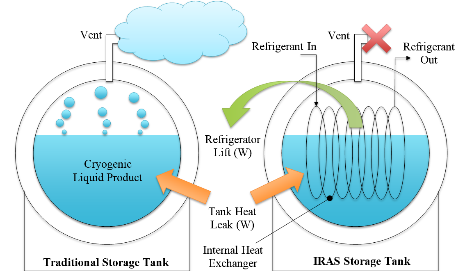 Vent
Vent
Refrigerant In
Refrigerant
Out
Cryogenic
Liquid Product
Refrigerator
Lift (W)
Tank Heat
Leak (W)
Internal Heat
Exchanger
Traditional Storage Tank
IRAS Storage Tank